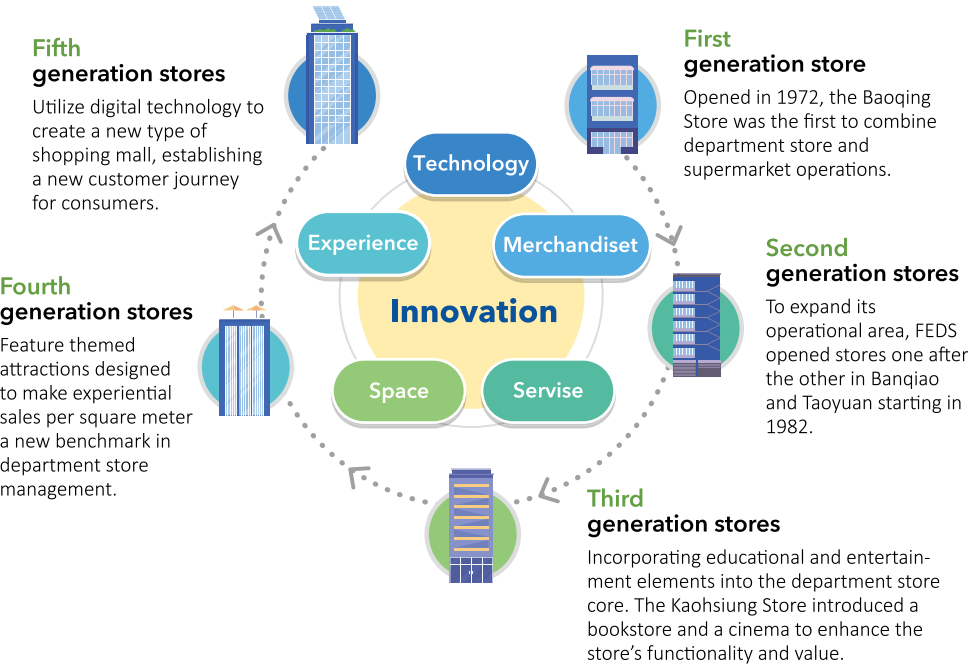 First
generation store
Opened in 1972, the Baoqing
Store was the first to combine
department store and
supermarket operations.
Second
generation stores
To expand its
operational area, FEDS
opened stores one after
the other in Banqiao
and Taoyuan starting in
1982.
Third
generation stores
Incorporating educational and entertain-
ment elements into the department store
core. The Kaohsiung Store introduced a
bookstore and a cinema to enhance the
store’s functionality and value.
Fourth
generation stores
Feature themed
attractions designed
to make experiential
sales per square meter
a new benchmark in
department store
management.
Fifth
generation stores
Utilize digital technology to
create a new type of
shopping mall, establishing
a new customer journey
for consumers.
Technology
Experience
Merchandiset
Innovation
Space
Servise